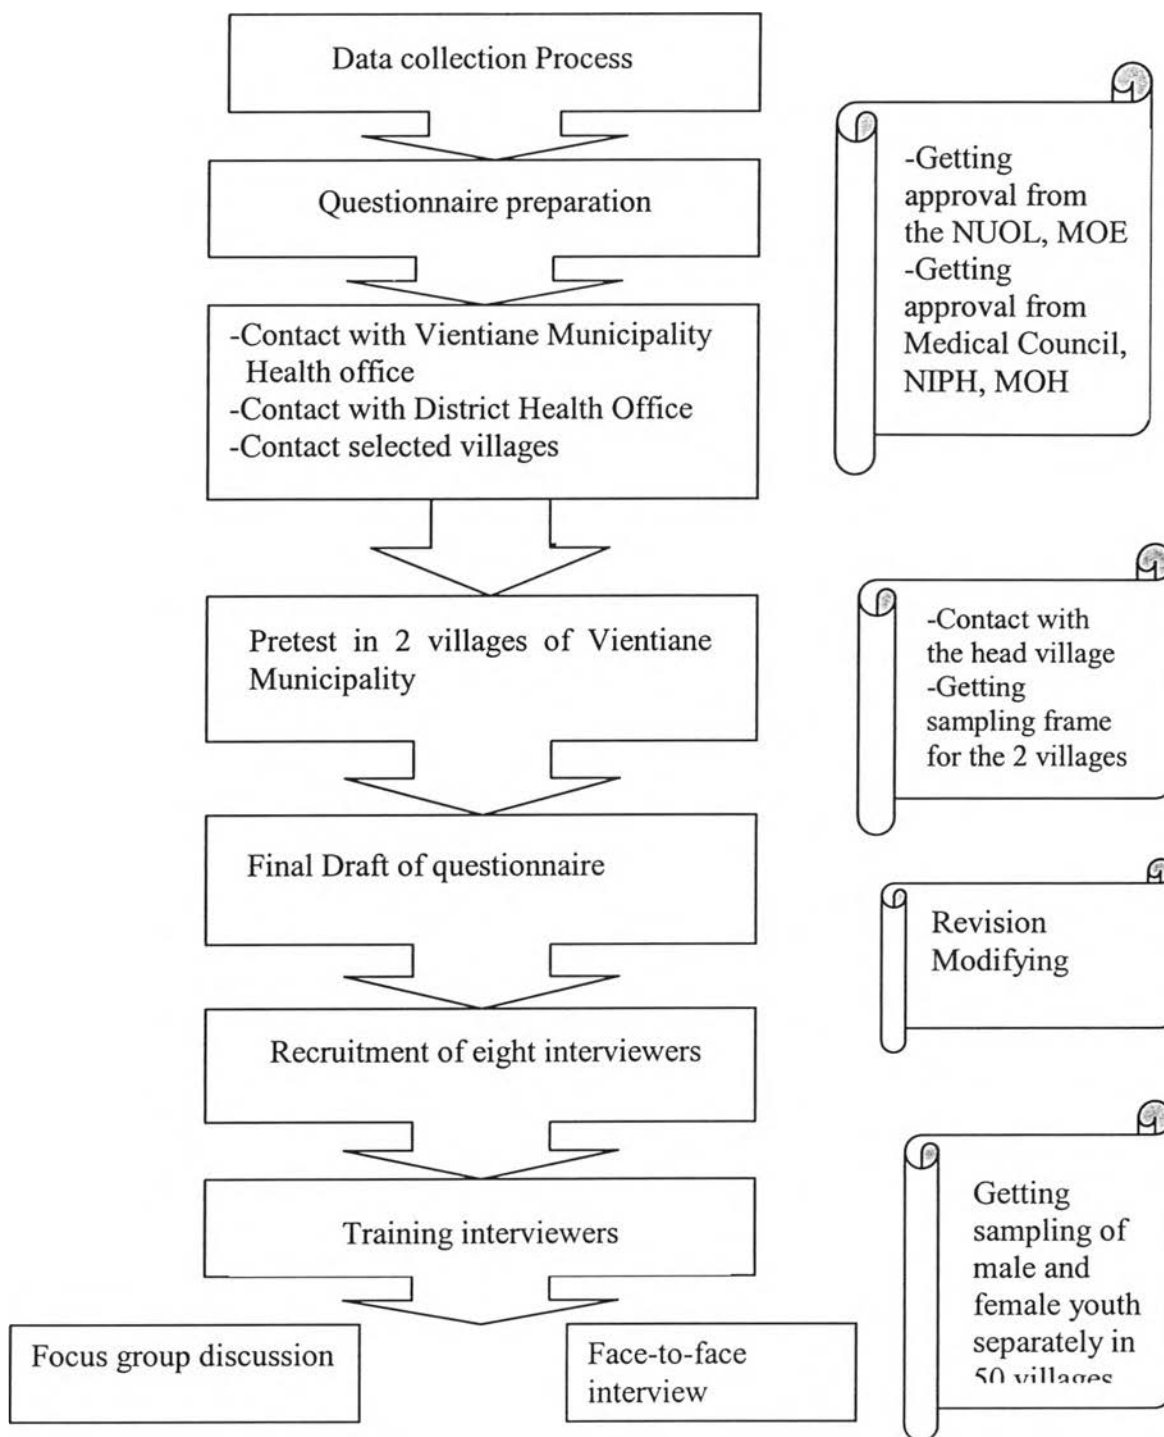 Data collection Process
Questionnaire preparation
-Getting
approval from
the NUOL, MOE
-Getting
approval from
Medical Council,
NIPH, MOH
-Contact with Vientiane Municipality
Health office
-Contact with District Health Office
-Contact selected villages
Pretest in 2 villages of Vientiane
Municipality
-Contact with
the head village
-Getting
sampling frame
for the 2 villages
Final Draft of questionnaire
Revision
Modifying
Recruitment of eight interviewers
Training interviewers
Getting
sampling of
male and
female youth
separately in
50 villages
Focus group discussion
Face-to-face
interview